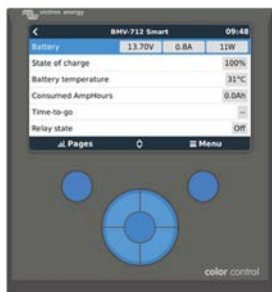 victron energy
BMV-712 Smart 09:48
Battery 13.70V 0.8A 11W
State of charge 100%
Battery temperature 31°C
Consumed AmpHours 0.0Ah
Time-to-go --
Relay state Off
Pages Menu
color control